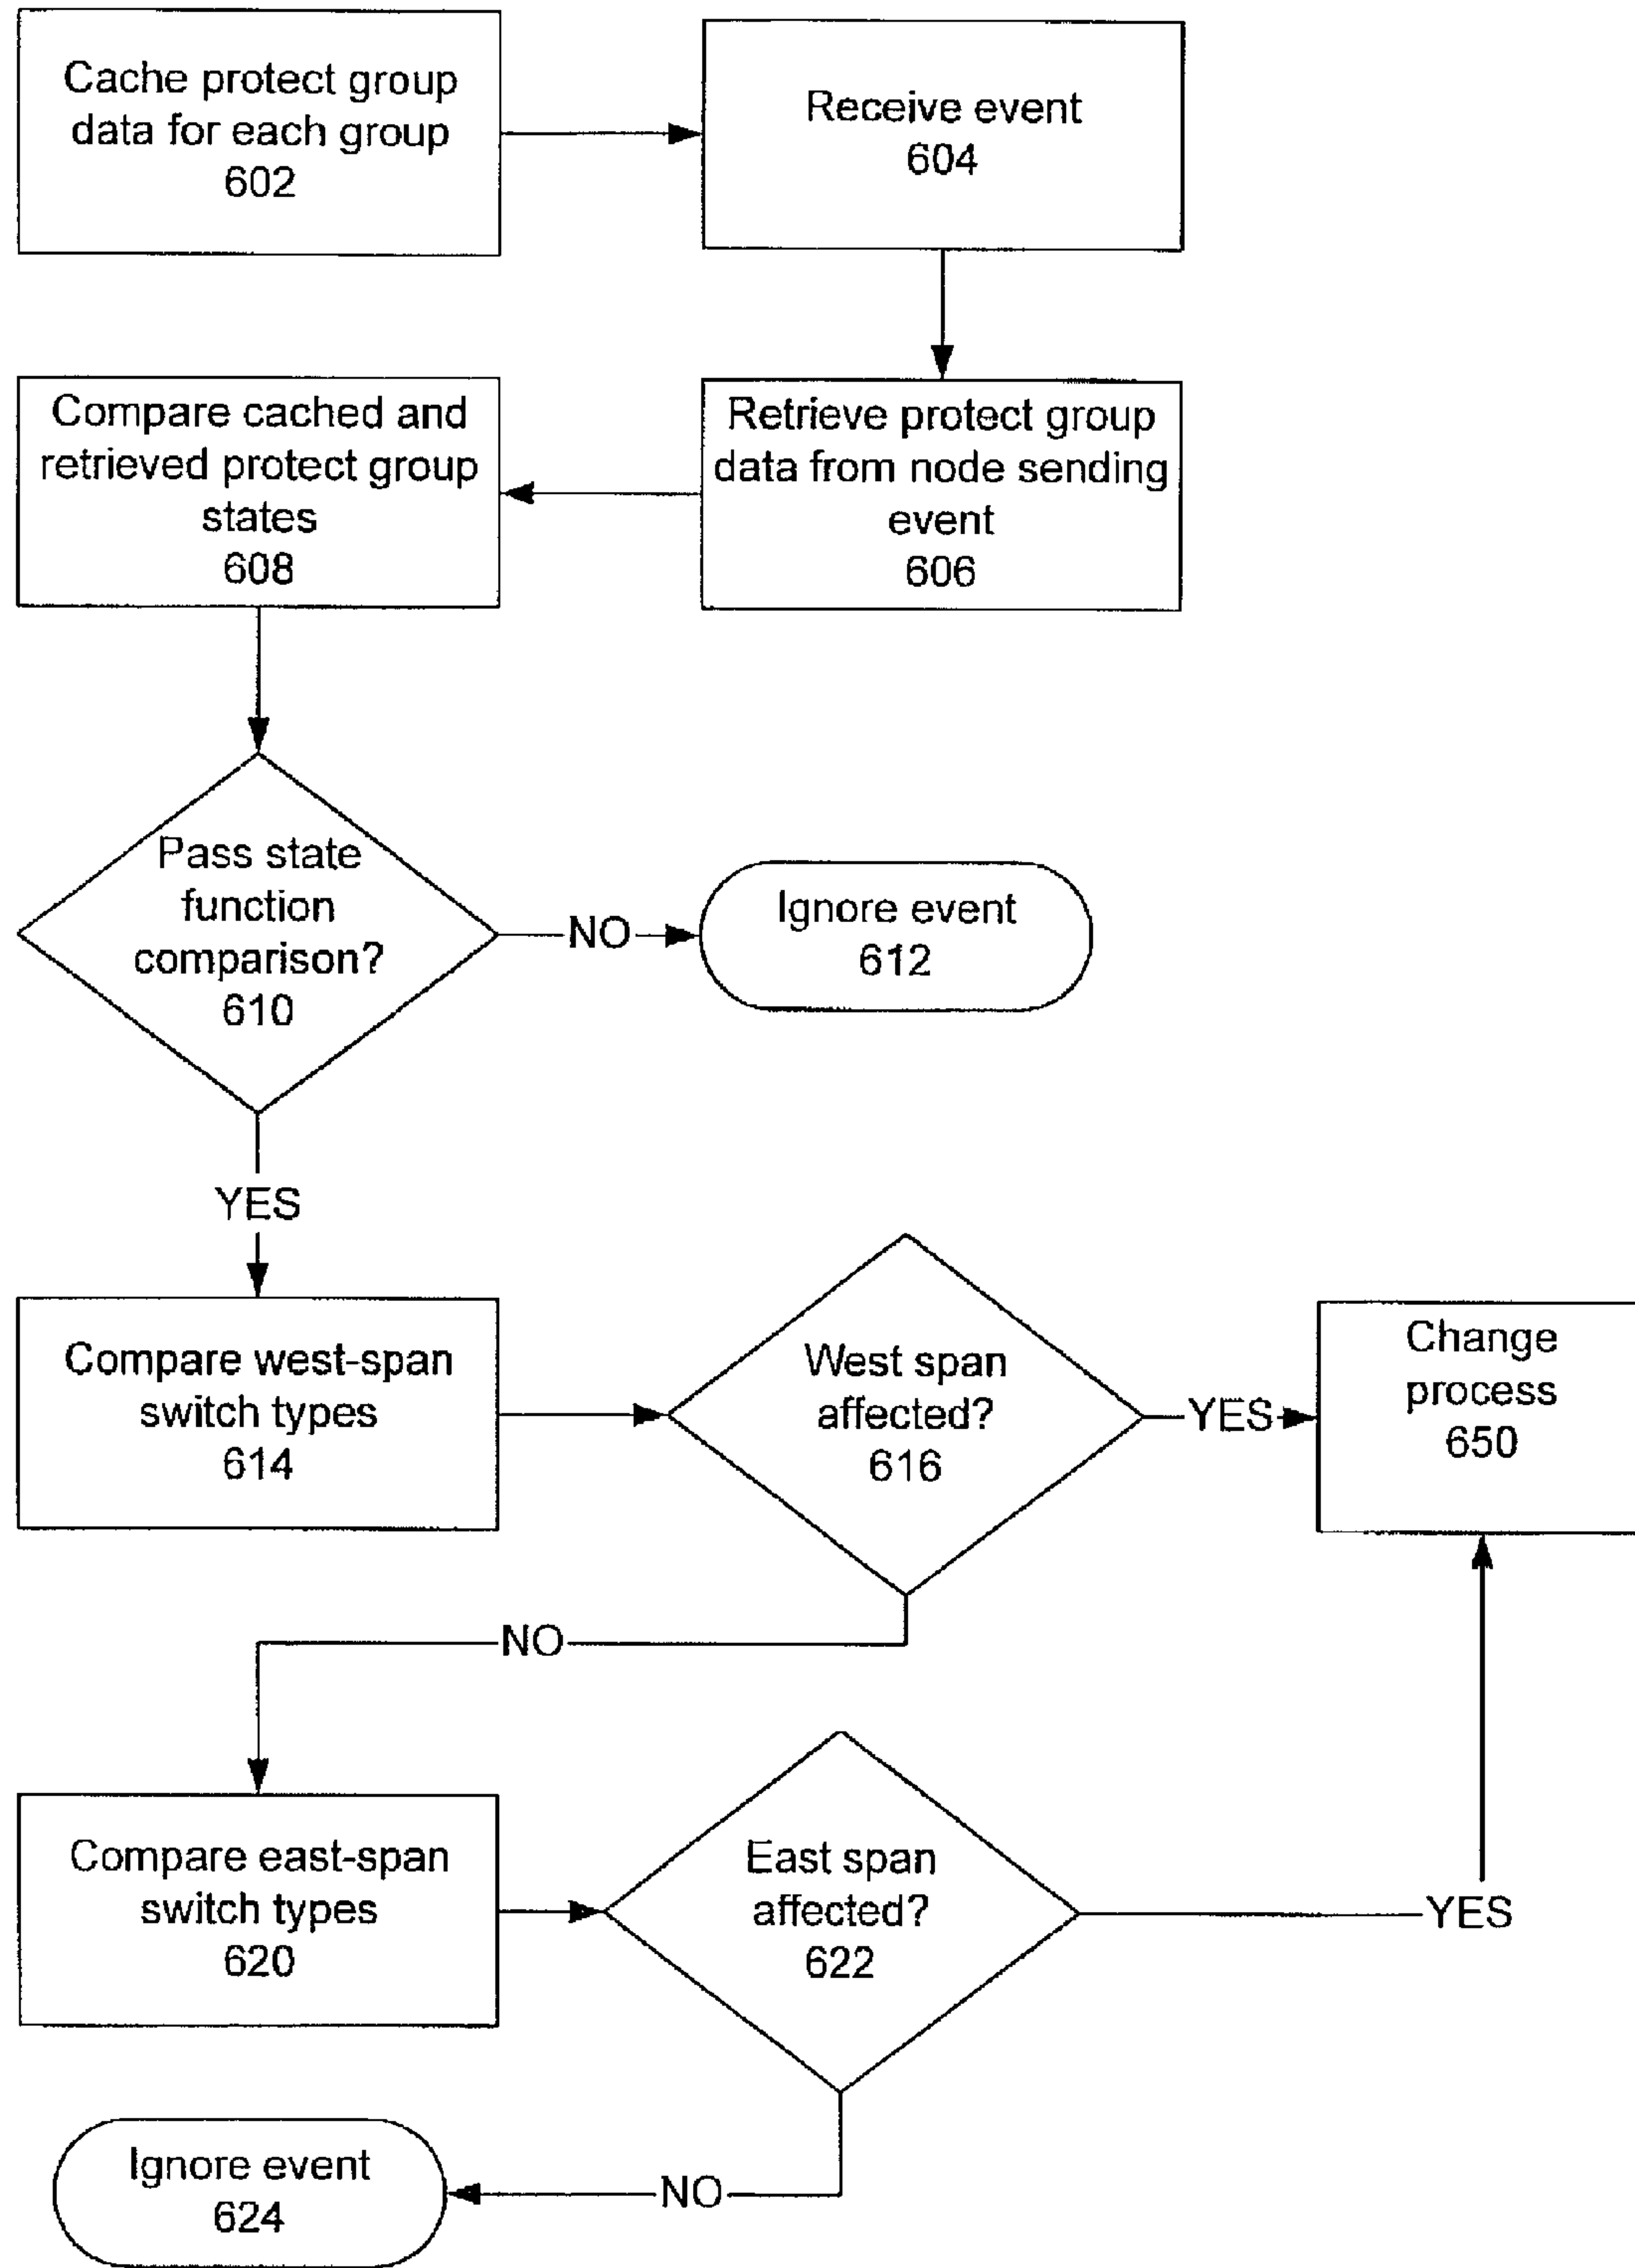 Cache protect group
data for each group
602
Receive event
604
Retrieve protect group
data from node sending
event
606
Compare cached and
retrieved protect group
states
608
Pass state
function
comparison?
610
NO
Ignore event
612
YES
Compare west-span
switch types
614
West span
affected?
616
YES
Change
process
650
NO
Compare east-span
switch types
620
East span
affected?
622
YES
NO
Ignore event
624